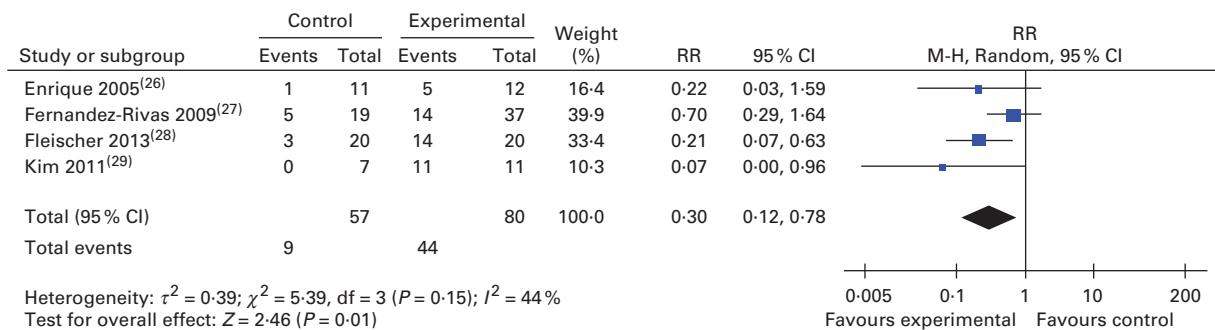 Control Experimental Weight RR
Study or subgroup Events Total Events Total (%) RR 95 % CI M-H, Random, 95 % CI
Enrique 2005(26) 1 11 5 12 16·4 0·22 0·03, 1·59
Fernandez-Rivas 2009(27) 5 19 14 37 39·9 0·70 0·29, 1·64
Fleischer 2013(28) 3 20 14 20 33·4 0·21 0·07, 0·63
Kim 2011(29) 0 7 11 11 10·3 0·07 0·00, 0·96
Total (95 % CI) 57 80 100·0 0·30 0·12, 0·78
Total events 9 44
Heterogeneity: τ² = 0·39; χ² = 5·39, df = 3 (P = 0·15); I² = 44 %
Test for overall effect: Z = 2·46 (P = 0·01)
0·005 0·1 1 10 200
Favours experimental Favours control